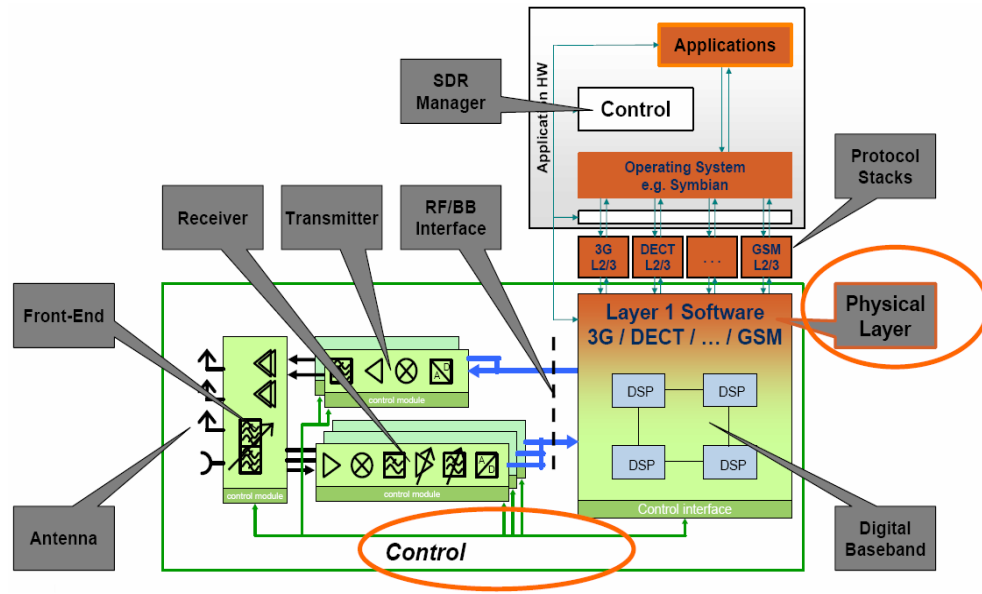 Applications
SDR
Manager
Application HW
Control
Operating System
e.g. Symbian
Protocol
Stacks
Receiver
Transmitter
RF/BB
Interface
3G
L2/3
DECT
L2/3
. . .
GSM
L2/3
Front-End
Layer 1 Software
3G / DECT / … / GSM
Physical
Layer
A
D
control module
DSP
DSP
DSP
DSP
A
D
control module
control module
Control interface
Antenna
Control
Digital
Baseband